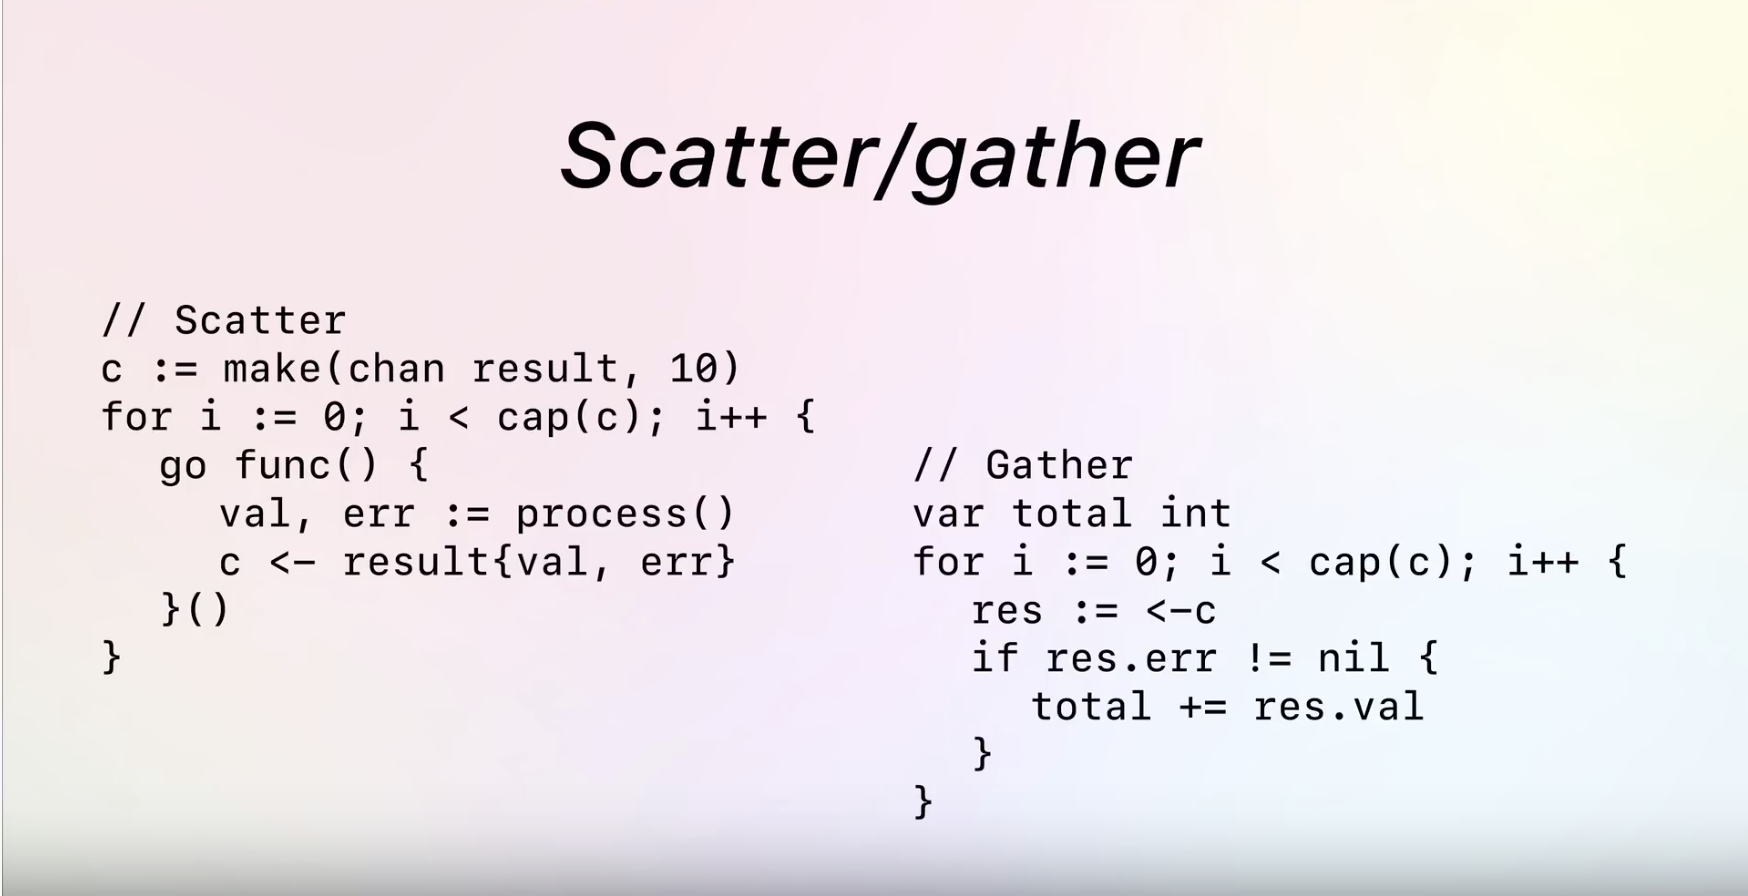 Scatter/gather
// Scatter
c := make(chan result, 10)
for i := 0; i < cap(c); i++ {
go func() {
val, err := process()
c <- result{val, err}
}()
}
// Gather
var total int
for i := 0; i < cap(c); i++ {
res := <-c
if res.err != nil {
total += res.val
}
}